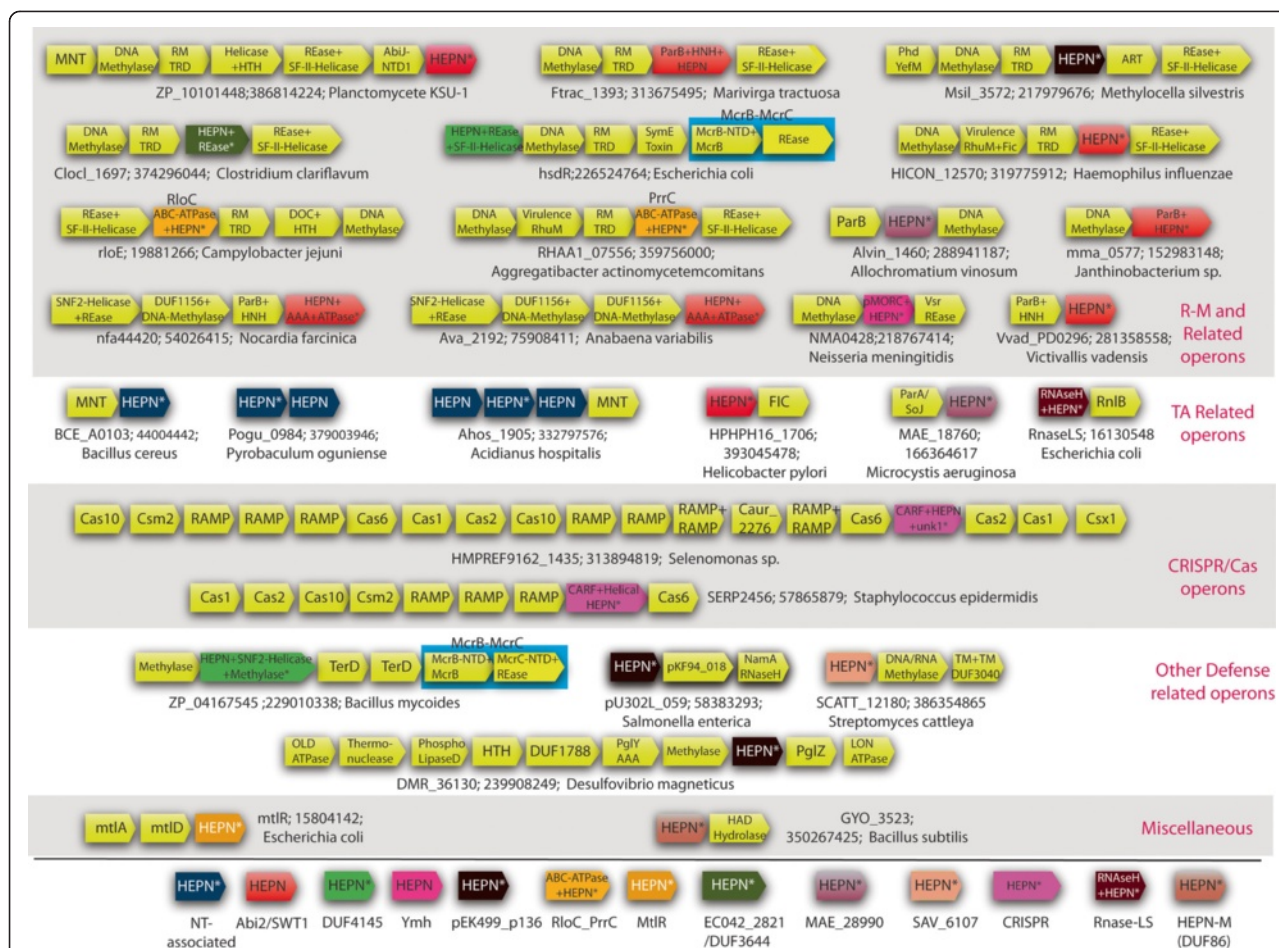 MNT DNA Methylase RM TRD Helicase +HTH REase+ SF-II-Helicase AbiJ- NTD1 HEPN*
ZP_10101448;386814224; Planctomycete KSU-1
DNA Methylase RM TRD ParB+HNH+ HEPN REase+ SF-II-Helicase
Ftrac_1393; 313675495; Marivirga tractuosa
Phd YefM DNA Methylase RM TRD HEPN* ART REase+ SF-II-Helicase
Msil_3572; 217979676; Methylocella silvestris
DNA Methylase RM TRD HEPN+ REase* REase+ SF-II-Helicase
Clocl_1697; 374296044; Clostridium clariflavum
McrB-McrC
HEPN+REase +SF-II-Helicase DNA Methylase RM TRD SymE Toxin McrB-NTD+ McrB REase
hsdR;226524764; Escherichia coli
DNA Methylase Virulence RhuM+Fic RM TRD HEPN* REase+ SF-II-Helicase
HICON_12570; 319775912; Haemophilus influenzae
RloC
REase+ SF-II-Helicase ABC-ATPase +HEPN* RM TRD DOC+ HTH DNA Methylase
rloE; 19881266; Campylobacter jejuni
PrrC
DNA Methylase Virulence RhuM RM TRD ABC-ATPase +HEPN* REase+ SF-II-Helicase
RHAA1_07556; 359756000;
Aggregatibacter actinomycetemcomitans
ParB HEPN* DNA Methylase
Alvin_1460; 288941187;
Allochromatium vinosum
DNA Methylase ParB+ HEPN*
mma_0577; 152983148;
Janthinobacterium sp.
SNF2-Helicase +REase DUF1156+ DNA-Methylase ParB+ HNH HEPN+ AAA+ATPase*
nfa44420; 54026415; Nocardia farcinica
SNF2-Helicase +REase DUF1156+ DNA-Methylase DUF1156+ DNA-Methylase HEPN+ AAA+ATPase*
Ava_2192; 75908411; Anabaena variabilis
DNA Methylase pMORC+ HEPN* Vsr REase
NMA0428;218767414;
Neisseria meningitidis
ParB+ HNH HEPN*
Vvad_PD0296; 281358558;
Victivallis vadensis
R-M and
Related
operons
MNT HEPN*
BCE_A0103; 44004442;
Bacillus cereus
HEPN* HEPN
Pogu_0984; 379003946;
Pyrobaculum oguniense
HEPN HEPN* HEPN MNT
Ahos_1905; 332797576;
Acidianus hospitalis
HEPN* FIC
HPHPH16_1706;
393045478;
Helicobacter pylori
ParA/ SoJ HEPN*
MAE_18760;
166364617
Microcystis aeruginosa
RNAseH +HEPN* RnlB
RnaseLS; 16130548
Escherichia coli
TA Related
operons
Cas10 Csm2 RAMP RAMP RAMP Cas6 Cas1 Cas2 Cas10 RAMP RAMP RAMP+ RAMP Caur_ 2276 RAMP+ RAMP Cas6 CARF+HEPN +unk1* Cas2 Cas1 Csx1
HMPREF9162_1435; 313894819; Selenomonas sp.
Cas1 Cas2 Cas10 Csm2 RAMP RAMP RAMP CARF+Helical HEPN* Cas6
SERP2456; 57865879; Staphylococcus epidermidis
CRISPR/Cas
operons
McrB-McrC
Methylase HEPN+SNF2-Helicase +Methylase* TerD TerD McrB-NTD+ McrB McrC-NTD+ REase
ZP_04167545 ;229010338; Bacillus mycoides
HEPN* pKF94_018 NamA RNaseH
pU302L_059; 58383293;
Salmonella enterica
HEPN* DNA/RNA Methylase TM+TM DUF3040
SCATT_12180; 386354865
Streptomyces cattleya
Other Defense
related operons
OLD ATPase Thermo- nuclease Phospho LipaseD HTH DUF1788 PglY AAA Methylase HEPN* PglZ LON ATPase
DMR_36130; 239908249; Desulfovibrio magneticus
mtlA mtlD HEPN*
mtlR; 15804142;
Escherichia coli
HEPN* HAD Hydrolase
GYO_3523;
350267425; Bacillus subtilis
Miscellaneous
HEPN* HEPN HEPN* HEPN HEPN* ABC-ATPase +HEPN* HEPN* HEPN* HEPN* HEPN* HEPN* RNAseH +HEPN* HEPN*
NT- associated Abi2/SWT1 DUF4145 Ymh pEK499_p136 RloC_PrrC MtlR EC042_2821 /DUF3644 MAE_28990 SAV_6107 CRISPR Rnase-LS HEPN-M (DUF86)